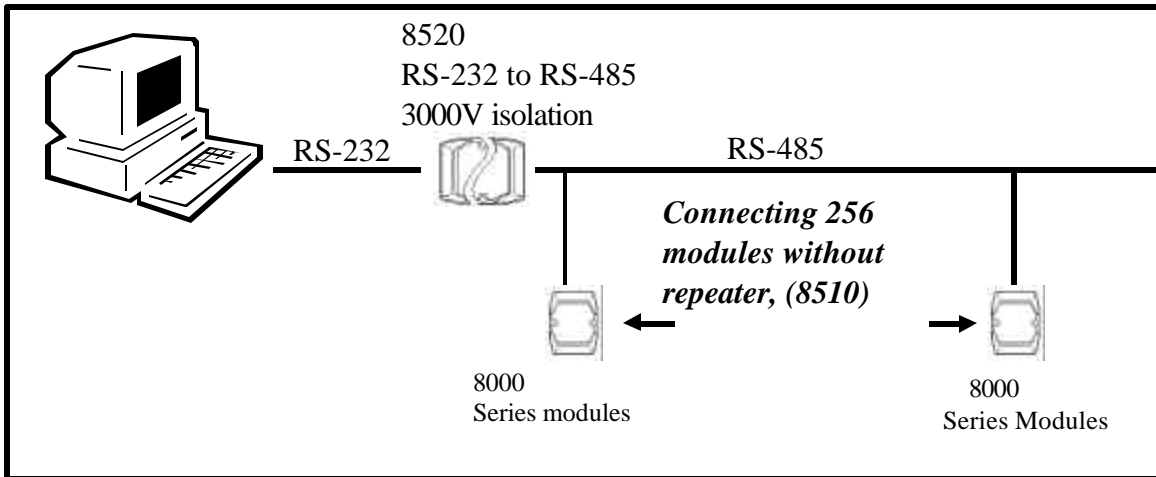 8520
RS-232 to RS-485
3000V isolation
RS-232
RS-485
Connecting 256
modules without
repeater, (8510)
8000
Series modules
8000
Series Modules